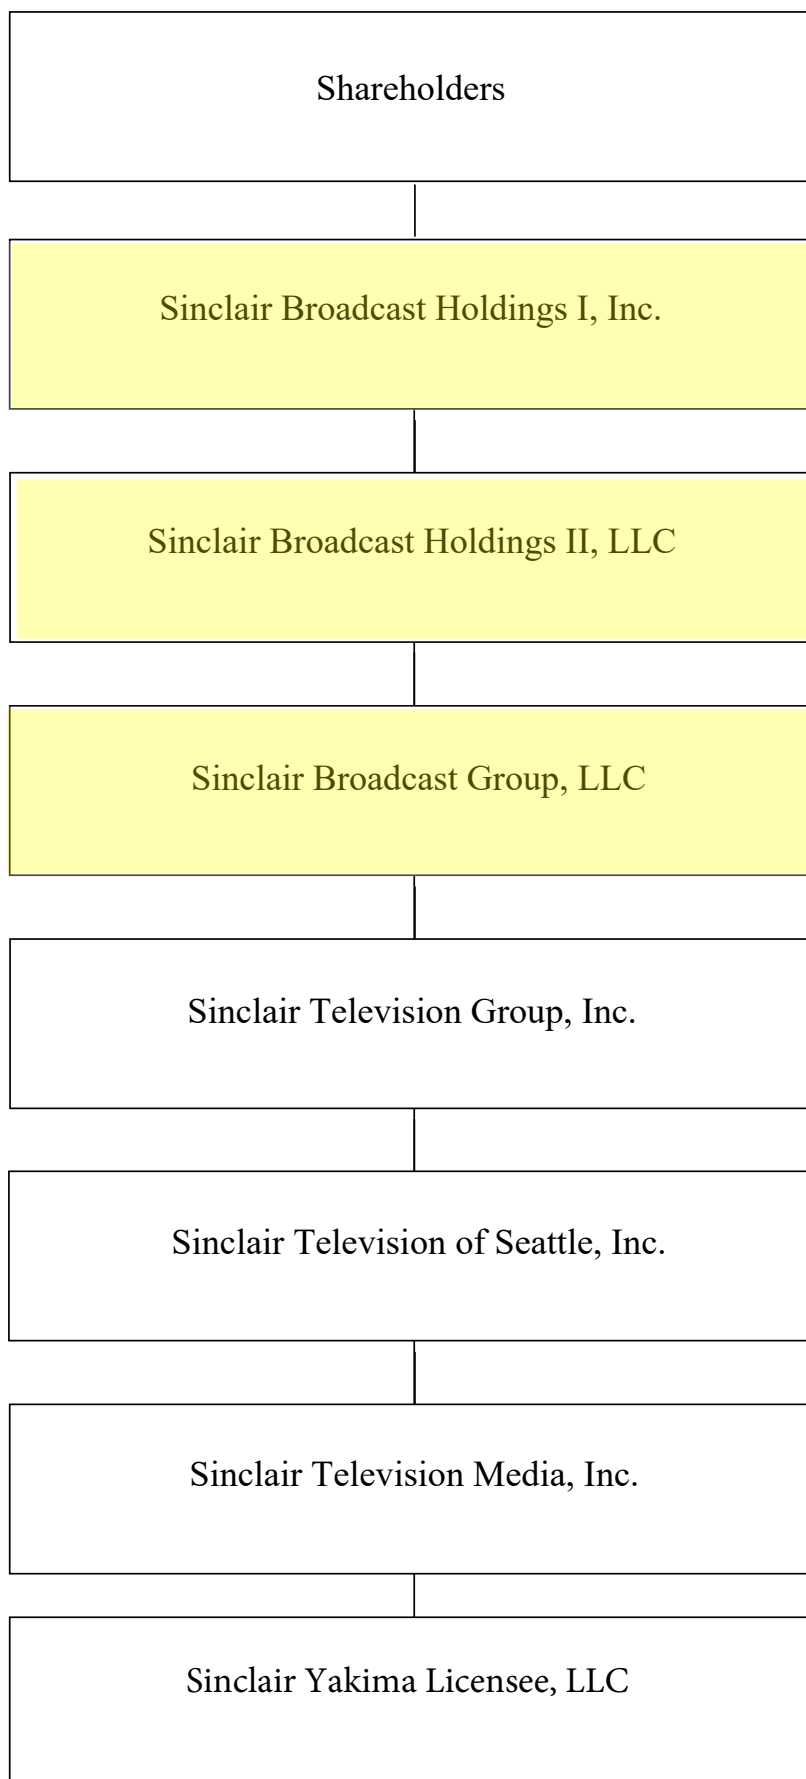 Shareholders
Sinclair Broadcast Holdings I, Inc.
Sinclair Broadcast Holdings II, LLC
Sinclair Broadcast Group, LLC
Sinclair Television Group, Inc.
Sinclair Television of Seattle, Inc.
Sinclair Television Media, Inc.
Sinclair Yakima Licensee, LLC